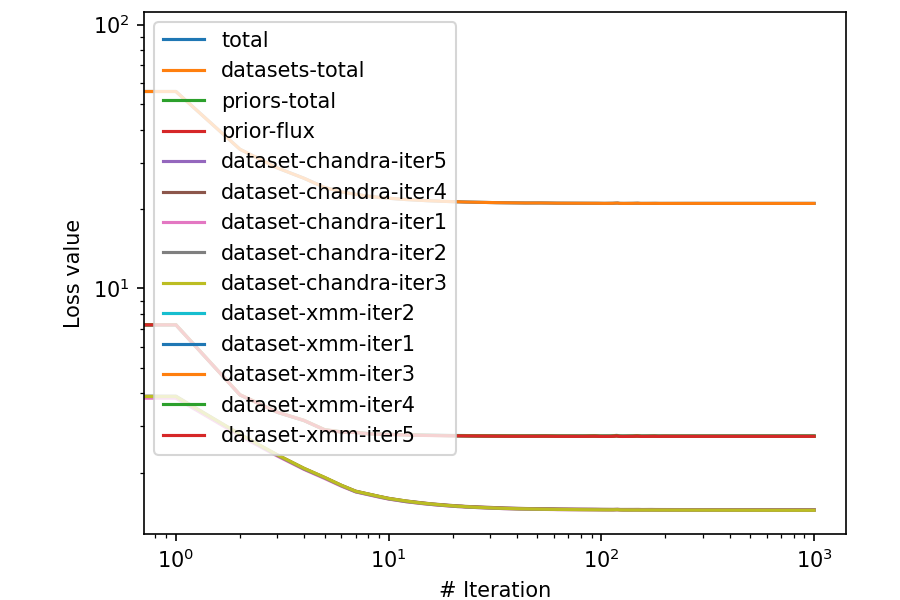 10²
10¹
Loss value
total
datasets-total
priors-total
prior-flux
dataset-chandra-iter5
dataset-chandra-iter4
dataset-chandra-iter1
dataset-chandra-iter2
dataset-chandra-iter3
dataset-xmm-iter2
dataset-xmm-iter1
dataset-xmm-iter3
dataset-xmm-iter4
dataset-xmm-iter5
10⁰ 10¹ 10² 10³
# Iteration